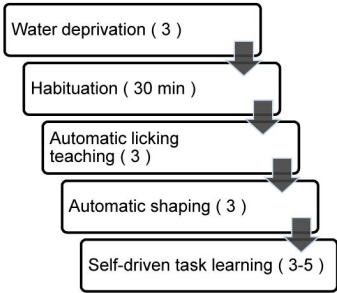 Water deprivation ( 3 )
Habituation ( 30 min )
Automatic licking
teaching ( 3 )
Automatic shaping ( 3 )
Self-driven task learning ( 3-5 )